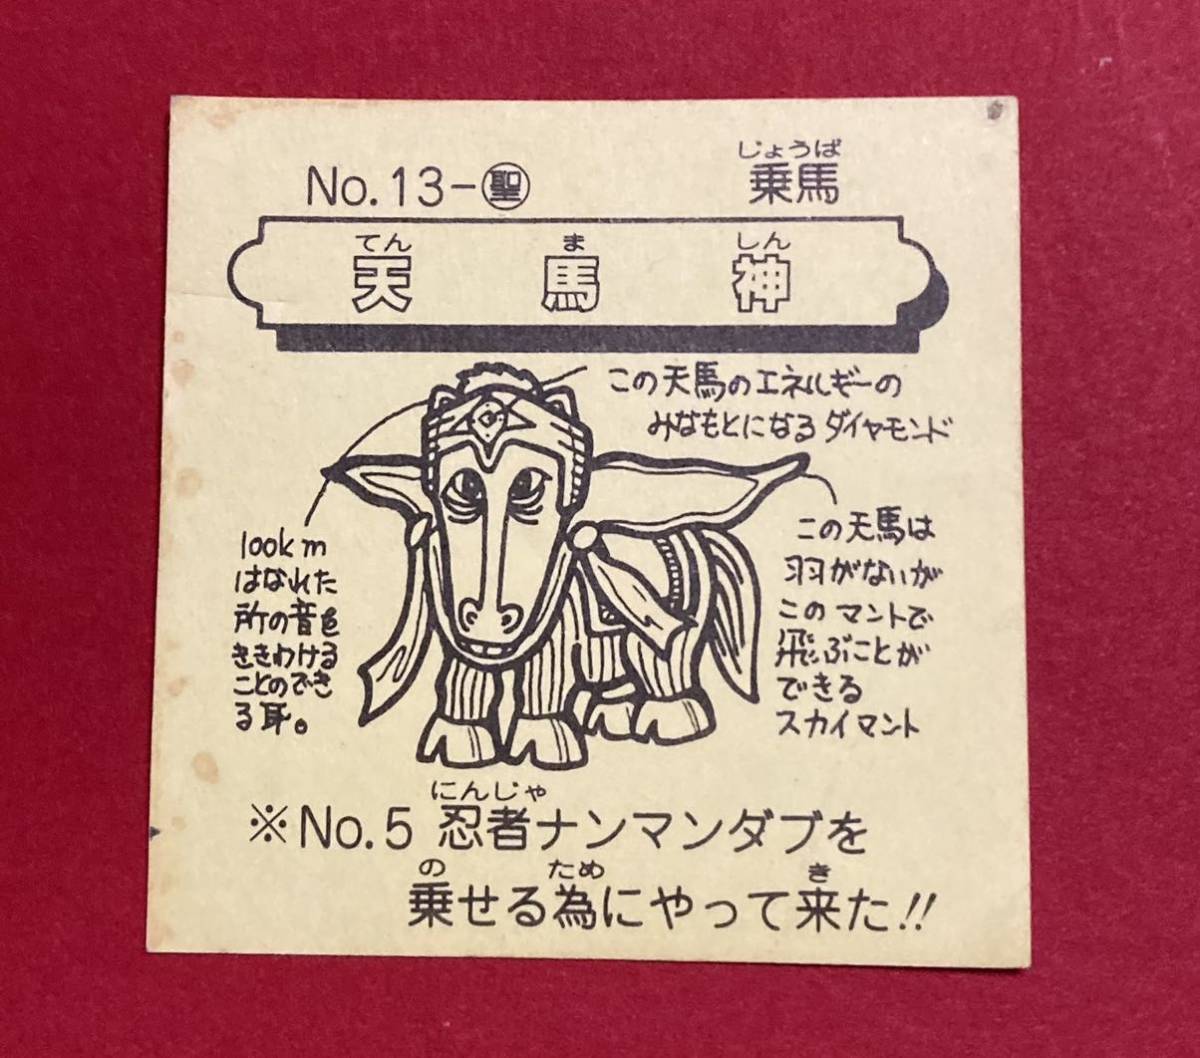 No.13-㊥聖
じょうば
乗馬
てん ま しん
天馬神
この天馬のエネルギーの
みなもとになるダイヤモンド
100km
はなれた
所の音色
ききわける
ことのでき
る耳。
この天馬は
羽がないが
このマントで
飛ぶことが
できる
スカイマント
にんじゃ
※No.5 忍者ナンマンダブを
の ため き
乗せる為にやって来た!!